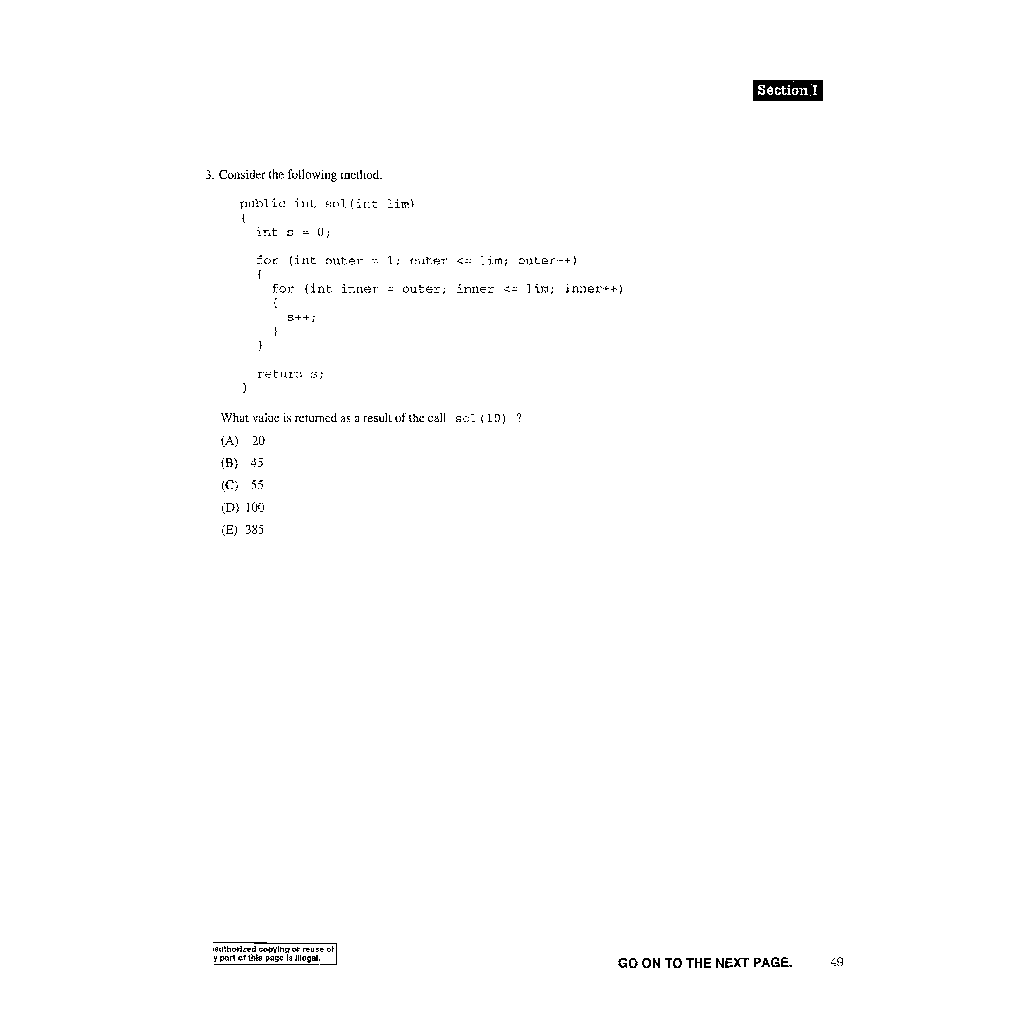 Section I
3. Consider the following method.
public int sol(int lim)
{
int s = 0;
for (int outer = 1; outer <= lim; outer++)
{
for (int inner = outer; inner <= lim; inner++)
{
s++;
}
}
return s;
}
What value is returned as a result of the call sol(10) ?
(A) 20
(B) 45
(C) 55
(D) 100
(E) 385
authorized copying or reuse of
y part of this page is illegal.
GO ON TO THE NEXT PAGE. 49